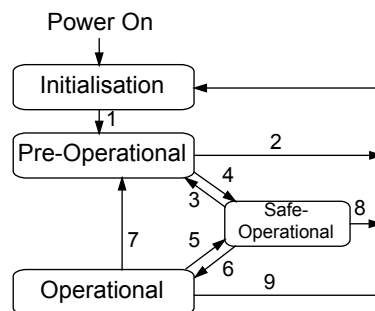 Power On
Initialisation
1
Pre-Operational
2
4
3
Safe-
Operational
8
7
5
6
Operational
9